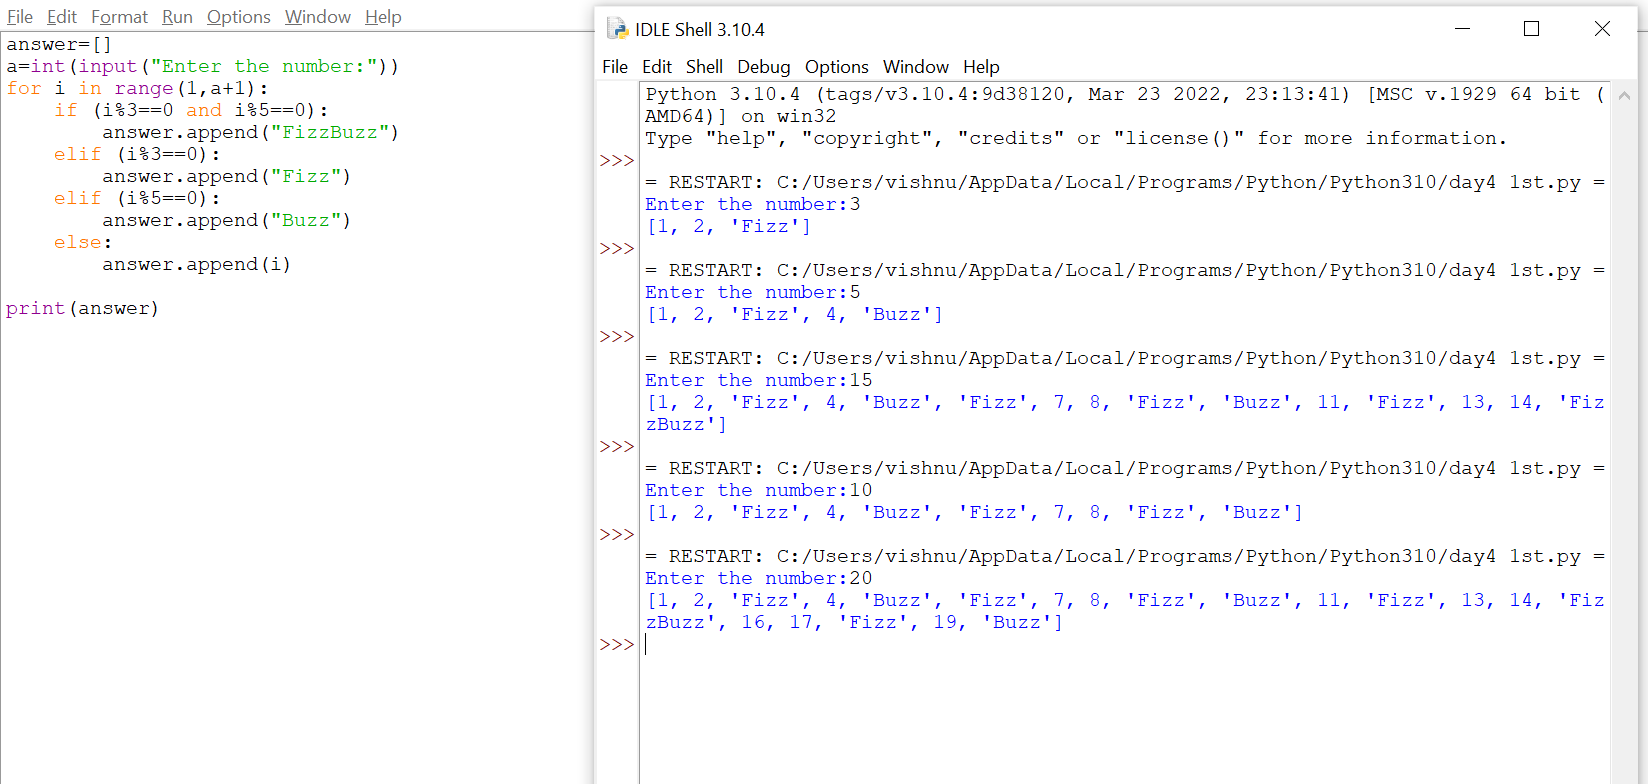 File Edit Format Run Options Window Help
answer=[]
a=int(input("Enter the number:"))
for i in range(1,a+1):
    if (i%3==0 and i%5==0):
        answer.append("FizzBuzz")
    elif (i%3==0):
        answer.append("Fizz")
    elif (i%5==0):
        answer.append("Buzz")
    else:
        answer.append(i)
print(answer)
IDLE Shell 3.10.4
File Edit Shell Debug Options Window Help
Python 3.10.4 (tags/v3.10.4:9d38120, Mar 23 2022, 23:13:41) [MSC v.1929 64 bit (
AMD64)] on win32
Type "help", "copyright", "credits" or "license()" for more information.
>>>
= RESTART: C:/Users/vishnu/AppData/Local/Programs/Python/Python310/day4 1st.py =
Enter the number:3
[1, 2, 'Fizz']
>>>
= RESTART: C:/Users/vishnu/AppData/Local/Programs/Python/Python310/day4 1st.py =
Enter the number:5
[1, 2, 'Fizz', 4, 'Buzz']
>>>
= RESTART: C:/Users/vishnu/AppData/Local/Programs/Python/Python310/day4 1st.py =
Enter the number:15
[1, 2, 'Fizz', 4, 'Buzz', 'Fizz', 7, 8, 'Fizz', 'Buzz', 11, 'Fizz', 13, 14, 'Fiz
zBuzz']
>>>
= RESTART: C:/Users/vishnu/AppData/Local/Programs/Python/Python310/day4 1st.py =
Enter the number:10
[1, 2, 'Fizz', 4, 'Buzz', 'Fizz', 7, 8, 'Fizz', 'Buzz']
>>>
= RESTART: C:/Users/vishnu/AppData/Local/Programs/Python/Python310/day4 1st.py =
Enter the number:20
[1, 2, 'Fizz', 4, 'Buzz', 'Fizz', 7, 8, 'Fizz', 'Buzz', 11, 'Fizz', 13, 14, 'Fiz
zBuzz', 16, 17, 'Fizz', 19, 'Buzz']
>>>